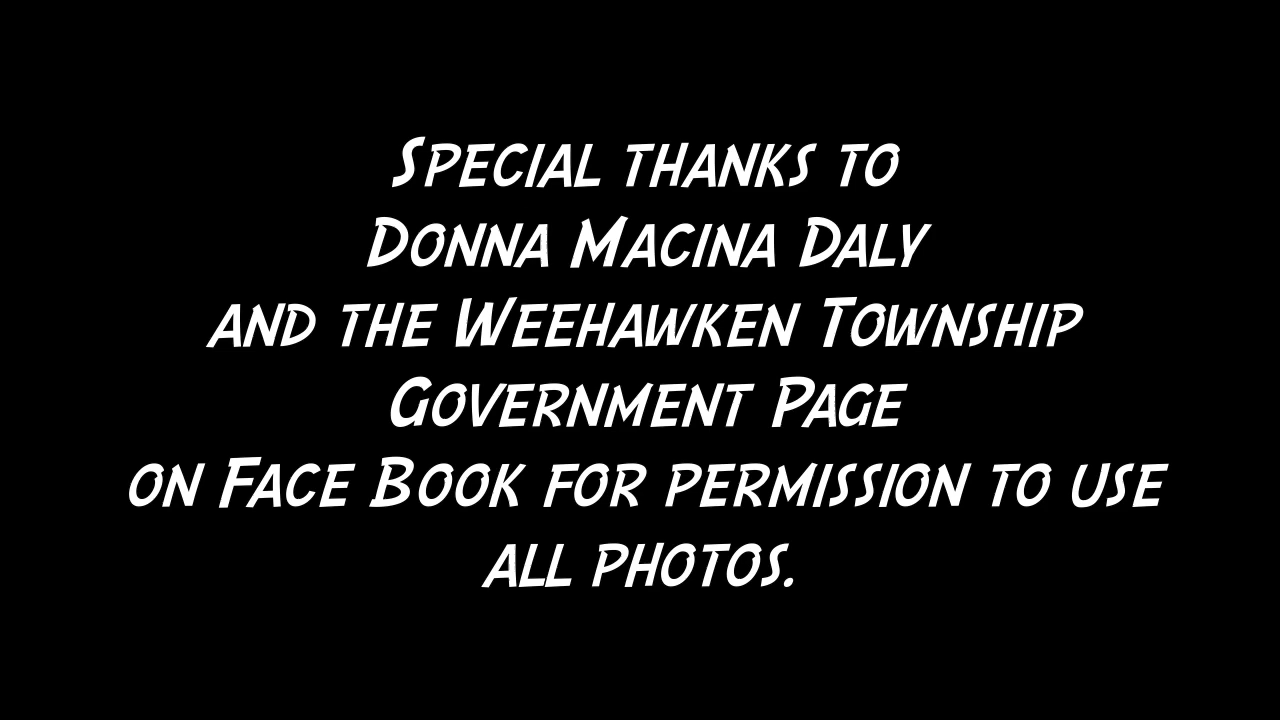 Special thanks to
Donna Macina Daly
and the Weehawken Township
Government Page
on Face Book for permission to use
all photos.